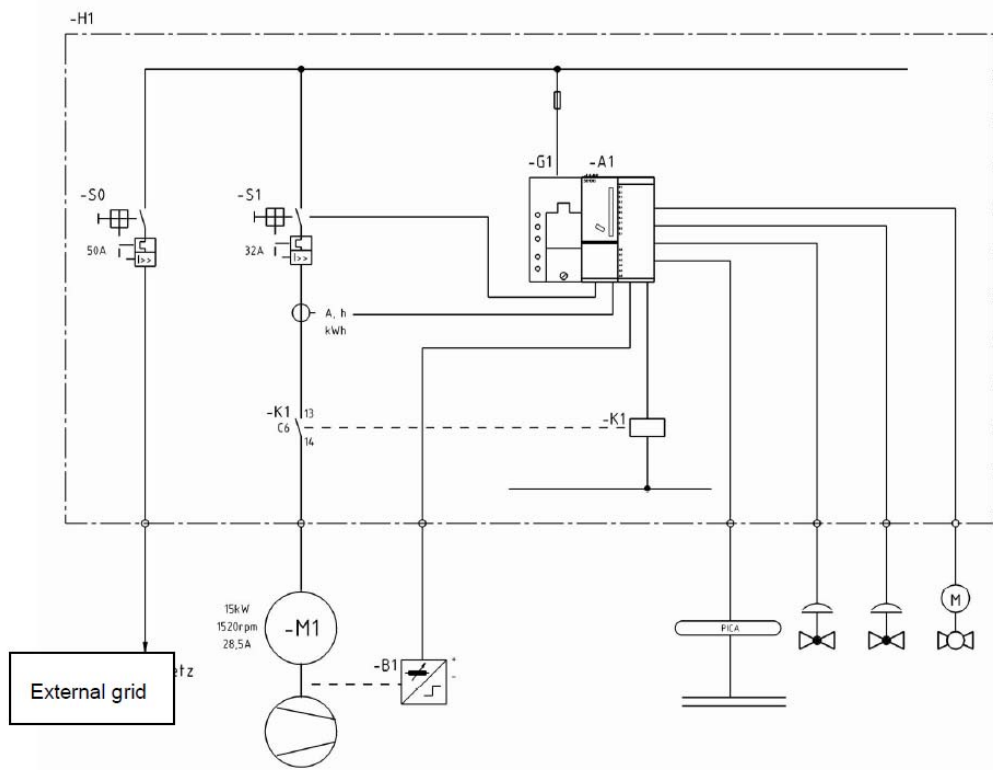 -H1
-G1
-A1
-S0
-S1
50A
I>>
32A
I>>
A, h
kWh
-K1
13
C6
14
-K1
15kW
1520rpm
28,5A
-M1
M
PICA
-B1
+
-
etz
External grid